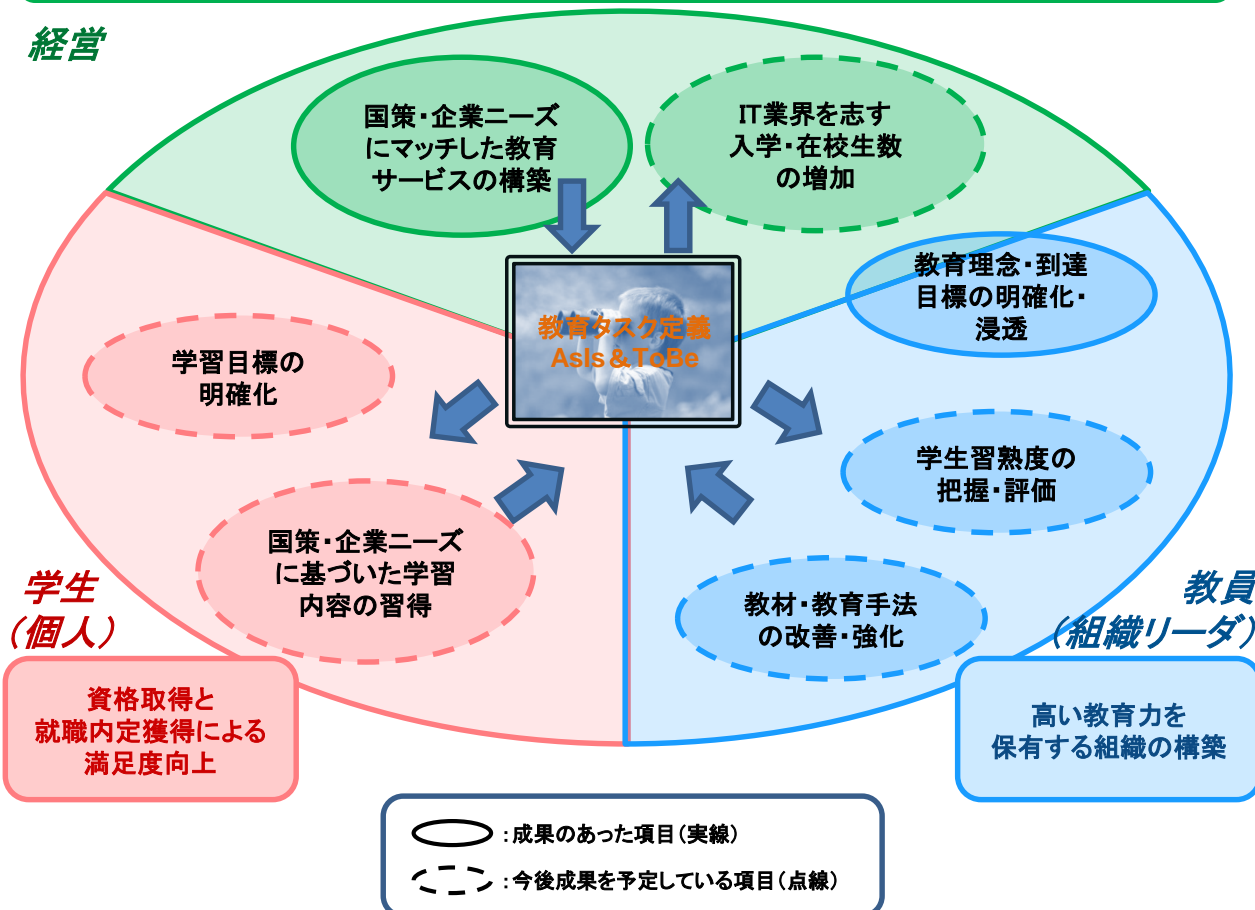 経営
国策・企業ニーズ
にマッチした教育
サービスの構築
IT業界を志す
入学・在校生数
の増加
教育理念・到達
目標の明確化・
浸透
教育タスク定義
AsIs＆ToBe
学習目標の
明確化
学生習熟度の
把握・評価
国策・企業ニーズ
に基づいた学習
内容の習得
教材・教育手法
の改善・強化
学生
（個人）
教員
（組織リーダ）
資格取得と
就職内定獲得による
満足度向上
高い教育力を
保有する組織の構築
：成果のあった項目（実線）
：今後成果を予定している項目（点線）